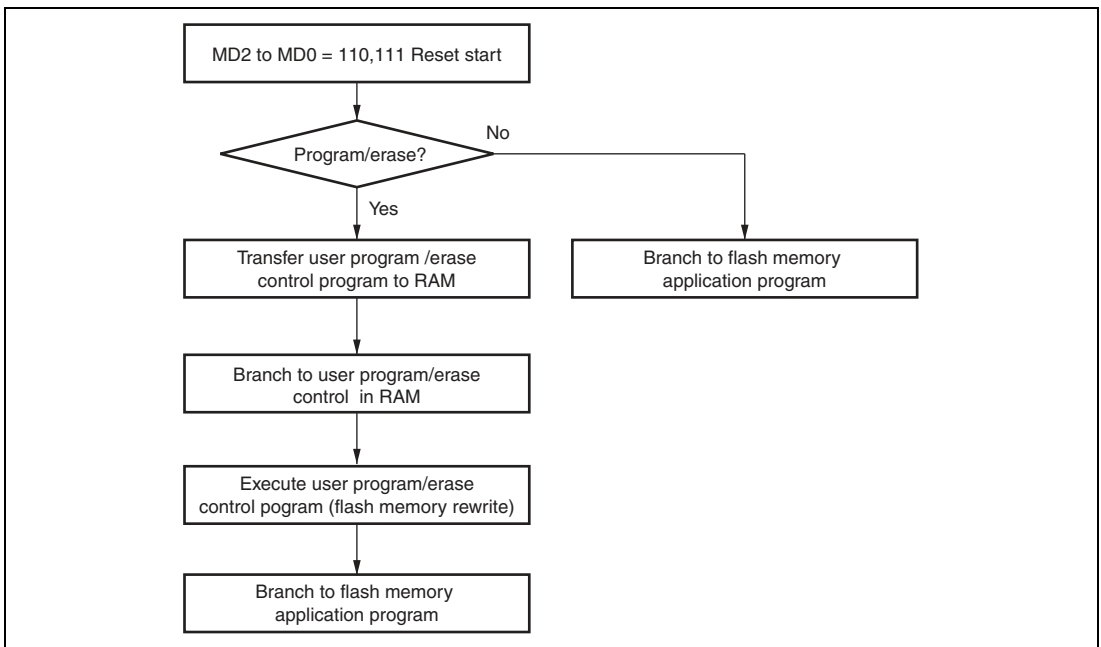 MD2 to MD0 = 110,111 Reset start
No
Program/erase?
Yes
Transfer user program /erase
control program to RAM
Branch to flash memory
application program
Branch to user program/erase
control in RAM
Execute user program/erase
control pogram (flash memory rewrite)
Branch to flash memory
application program